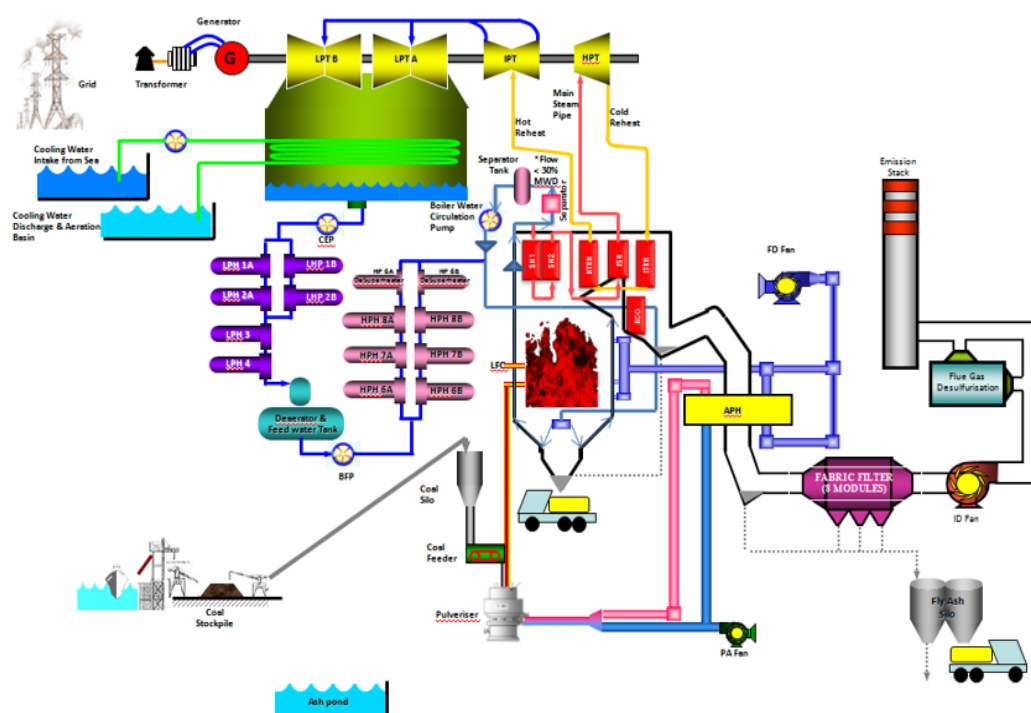 Generator
G
LPT B
LPT A
IPT
HPT
Transformer
Grid
Main
Steam
Pipe
Cold
Reheat
Hot
Reheat
Cooling Water
Intake from Sea
Cooling Water
Discharge & Aeration
Basin
Separator
Tank
*Flow
< 30%
MWD
Separator
Boiler Water
Circulation
Pump
CEP
Emission
Stack
FD Fan
LPH 1A
LHP 1B
LPH 2A
LHP 2B
LPH 3
LPH 4
HP 6A
HP 6B
HPH 8A
HPH 8B
HPH 7A
HPH 7B
HPH 6A
HPH 6B
SH1
SH2
HTRH
FSH
LTRH
ECO
LFO
Flue Gas
Desulfurisation
APH
Deaerator &
Feed water Tank
BFP
Coal
Silo
FABRIC FILTER
(8 MODULES)
ID Fan
Coal
Feeder
Coal
Stockpile
Pulveriser
PA Fan
Fly Ash
Silo
Ash pond